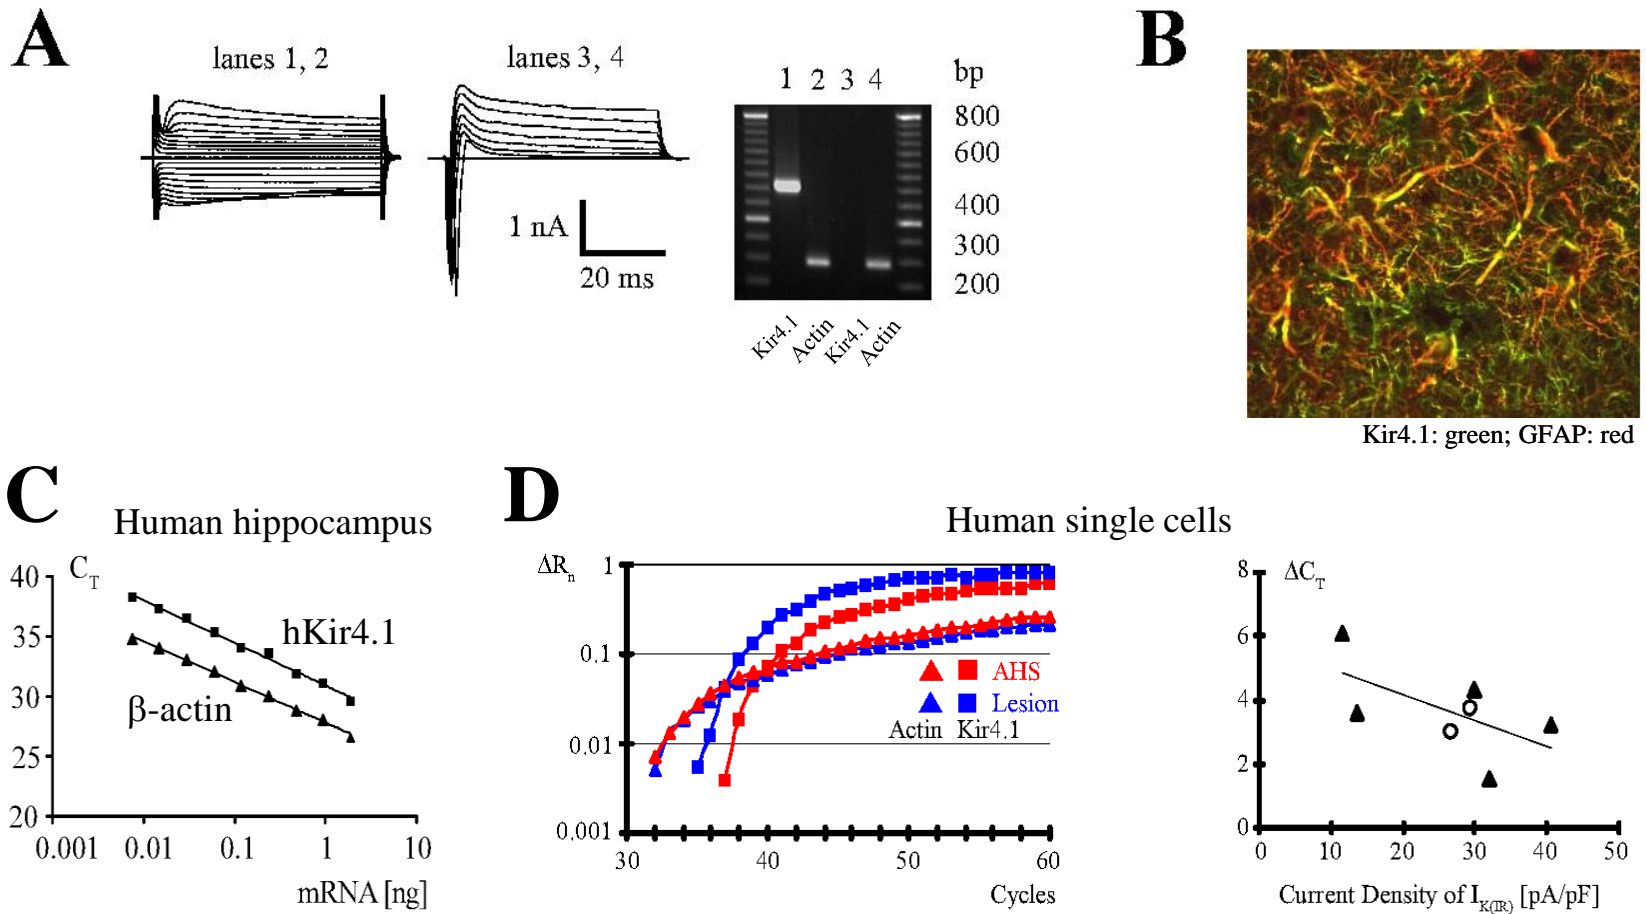 A
lanes 1, 2
lanes 3, 4
1 nA
20 ms
1 2 3 4
bp
800
600
400
300
200
Kir4.1
Actin
Kir4.1
Actin
B
Kir4.1: green; GFAP: red
C
Human hippocampus
C_T
40
35
30
25
20
hKir4.1
β-actin
0.001 0.01 0.1 1 10
mRNA [ng]
D
Human single cells
ΔR_n
1
0.1
0.01
0.001
AHS
Lesion
Actin Kir4.1
30 40 50 60
Cycles
ΔC_T
8
6
4
2
0
0 10 20 30 40 50
Current Density of I_K(IR) [pA/pF]